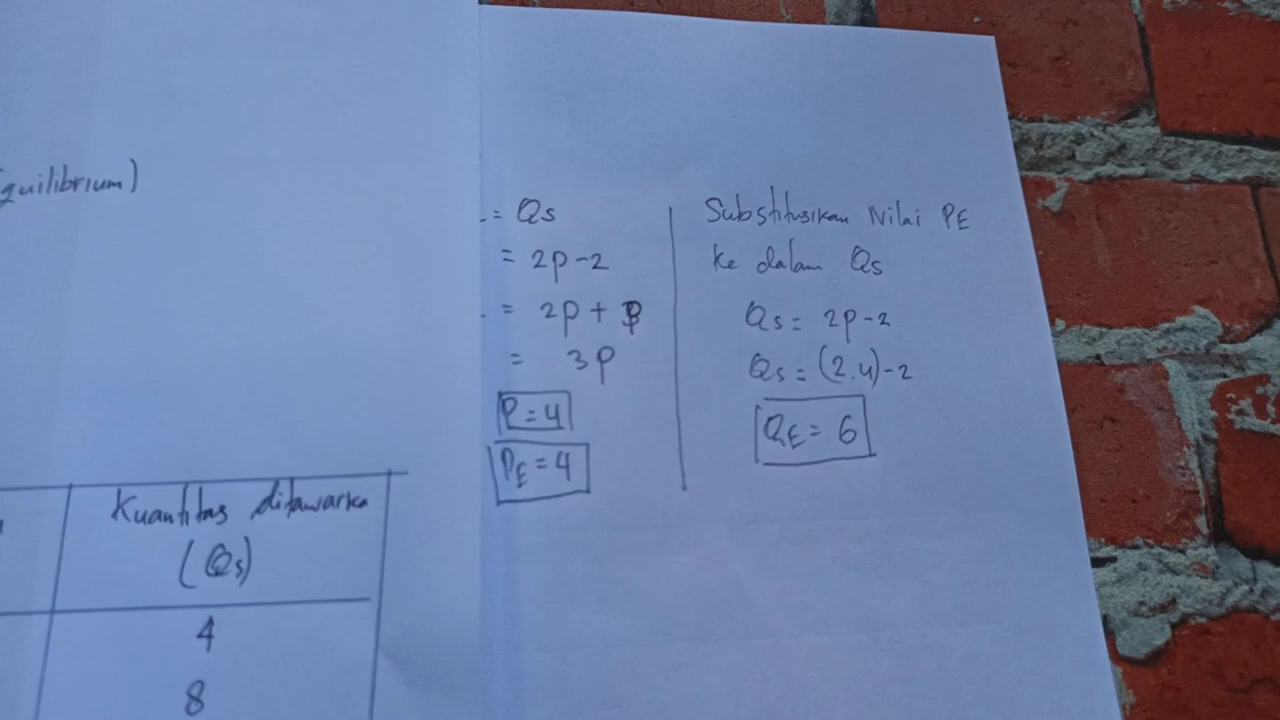 quilibrium)
= Qs
= 2p-2
= 2p + P
= 3p
P = 4
PE = 4
Substitusikan Nilai PE
ke dalam Qs
Qs = 2p-2
Qs = (2.4)-2
QE = 6
Kuantitas ditawarka
(Qs)
4
8